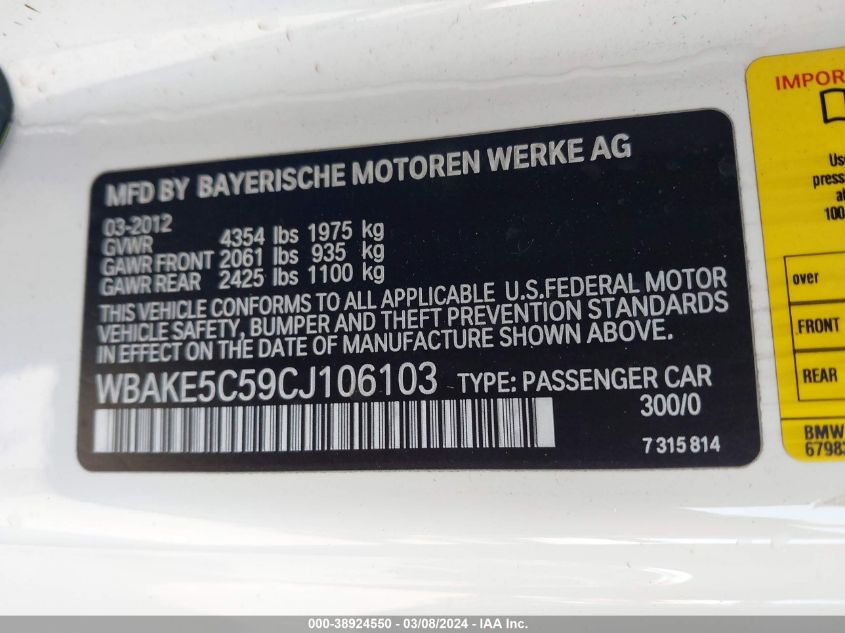 MFD BY BAYERISCHE MOTOREN WERKE AG
03-2012
GVWR 4354 lbs 1975 kg
GAWR FRONT 2061 lbs 935 kg
GAWR REAR 2425 lbs 1100 kg
THIS VEHICLE CONFORMS TO ALL APPLICABLE U.S.FEDERAL MOTOR
VEHICLE SAFETY, BUMPER AND THEFT PREVENTION STANDARDS
IN EFFECT ON THE DATE OF MANUFACTURE SHOWN ABOVE.
WBAKE5C59CJ106103 TYPE: PASSENGER CAR
300/0
7 315 814
over
FRONT
REAR
BMW
000-38924550 - 03/08/2024 - IAA Inc.